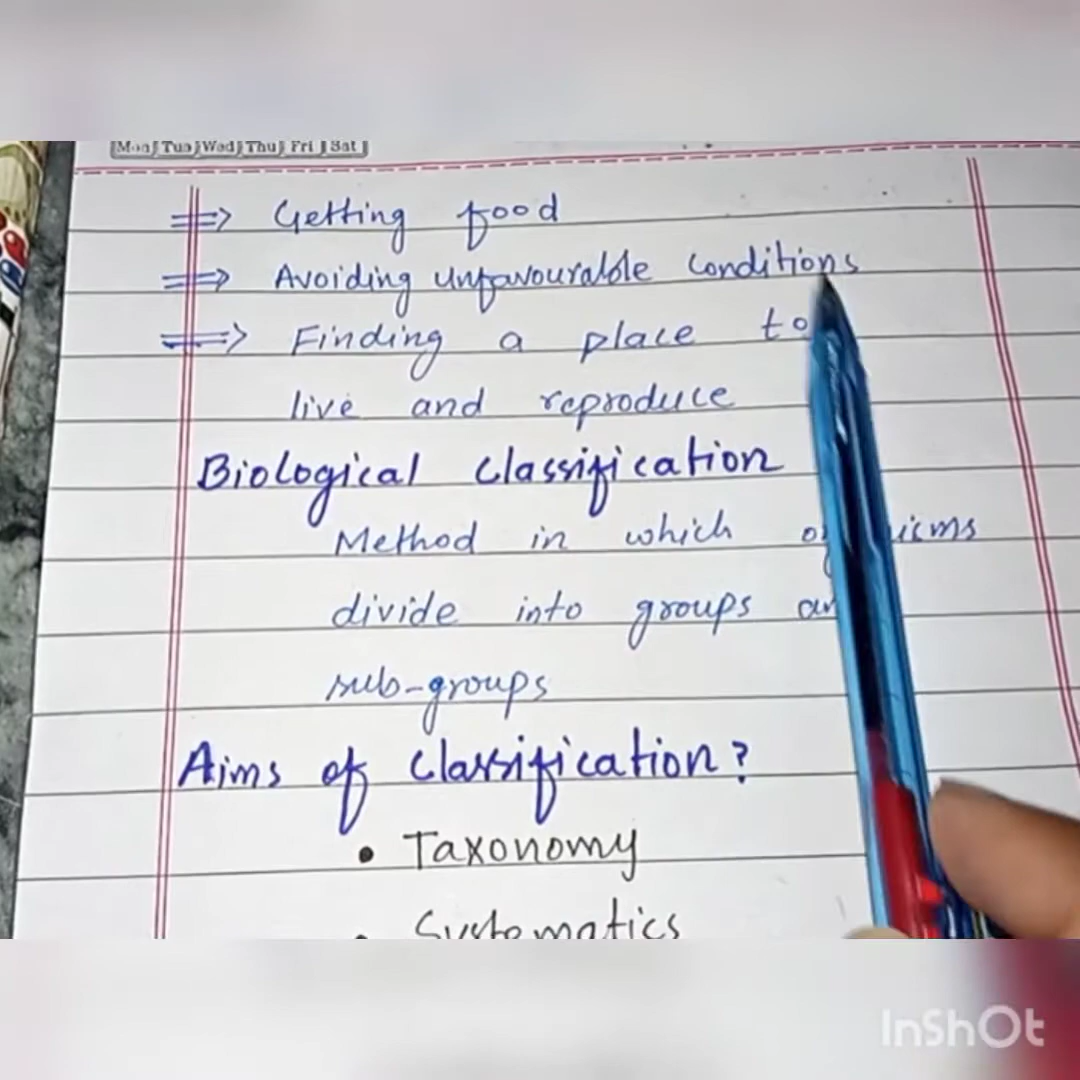 Mon Tue Wed Thu Fri Sat
⇒ Getting food
⇒ Avoiding unfavourable conditions
⇒ Finding a place to
live and reproduce
Biological classification
Method in which
divide into groups
sub-groups
Aims of classification?
• Taxonomy
• Systematics
InShOt